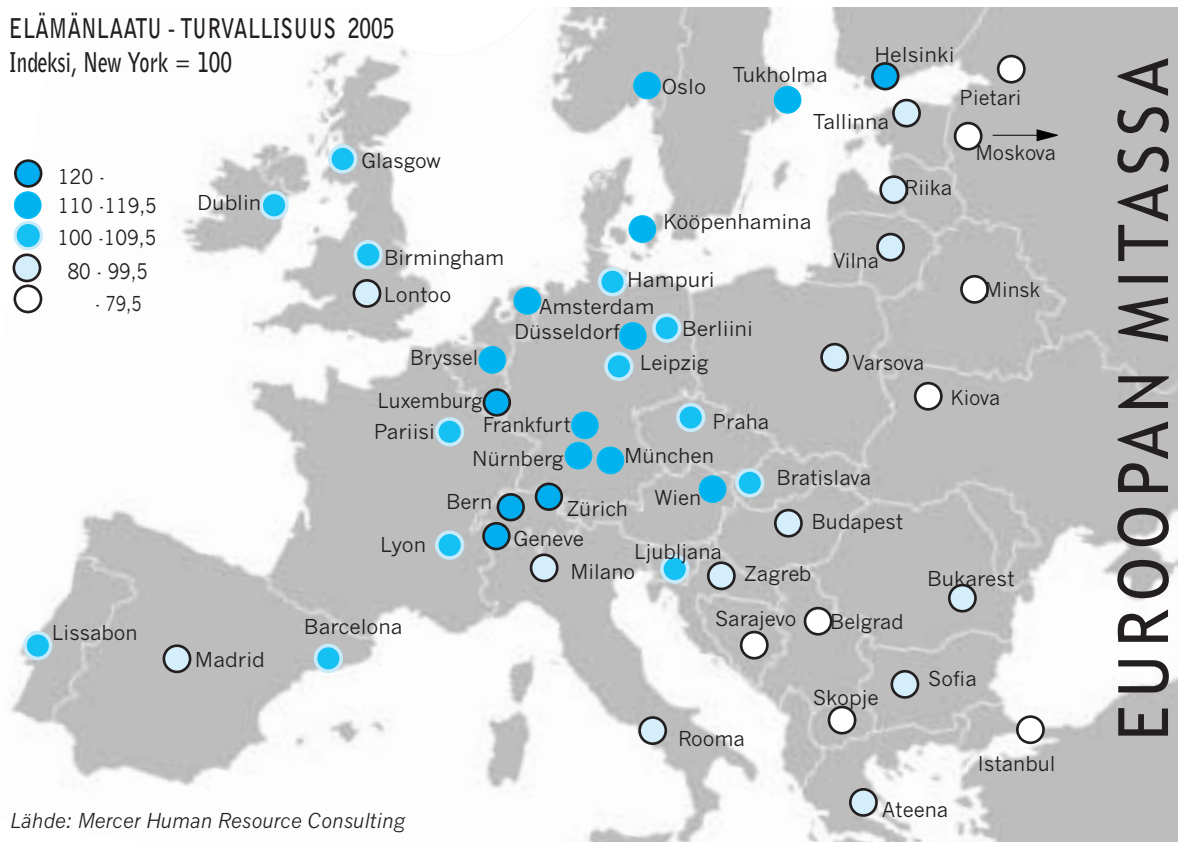 ELÄMÄNLAATU - TURVALLISUUS 2005
Indeksi, New York = 100
120 -
110 -119,5
100 -109,5
80 - 99,5
- 79,5
EUROOPAN MITASSA
Helsinki
Pietari
Oslo
Tukholma
Tallinna
Moskova
Glasgow
Riika
Dublin
Kööpenhamina
Vilna
Birmingham
Hampuri
Minsk
Lontoo
Amsterdam
Düsseldorf
Berliini
Bryssel
Leipzig
Varsova
Luxemburg
Kiova
Pariisi
Frankfurt
Praha
Nürnberg
München
Bratislava
Wien
Bern
Zürich
Budapest
Geneve
Lyon
Ljubljana
Milano
Zagreb
Bukarest
Sarajevo
Belgrad
Lissabon
Barcelona
Madrid
Sofia
Skopje
Rooma
Istanbul
Ateena
Lähde: Mercer Human Resource Consulting